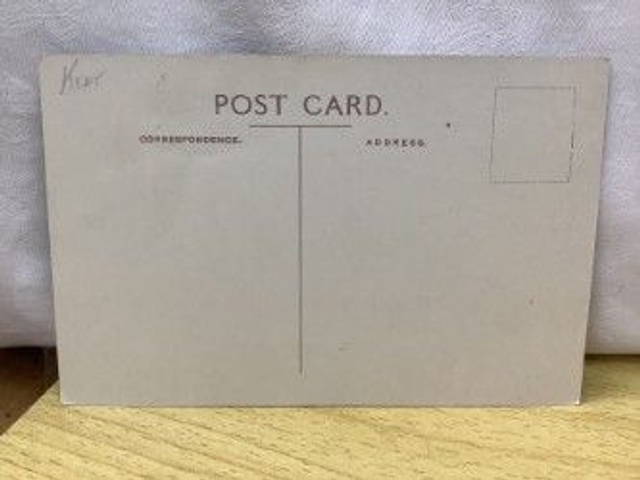 Kent
POST CARD.
CORRESPONDENCE.
ADDRESS.